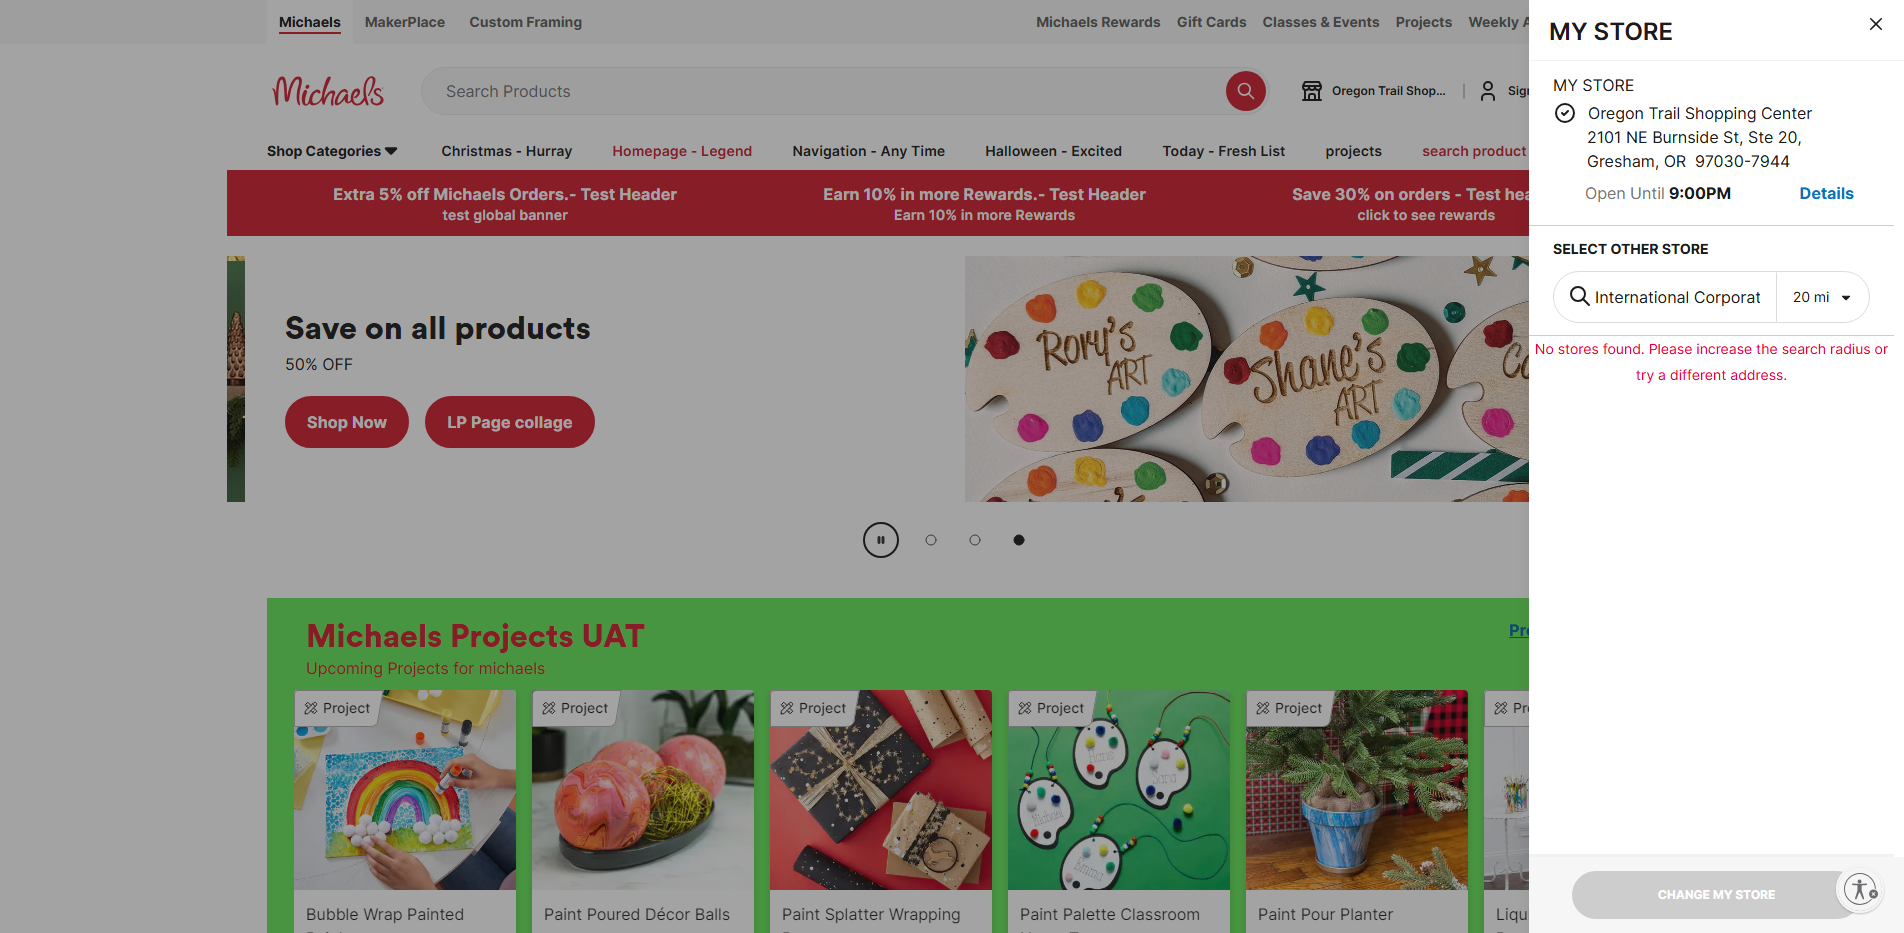 Michaels
MakerPlace
Custom Framing
Michaels Rewards
Gift Cards
Classes & Events
Projects
Weekly A
Michaels
Search Products
Oregon Trail Shop...
Sign
Shop Categories
Christmas - Hurray
Homepage - Legend
Navigation - Any Time
Halloween - Excited
Today - Fresh List
projects
search product
Extra 5% off Michaels Orders.- Test Header
test global banner
Earn 10% in more Rewards.- Test Header
Earn 10% in more Rewards
Save 30% on orders - Test hea
click to see rewards
Save on all products
50% OFF
Shop Now
LP Page collage
Rory's
ART
Shane's
ART
Michaels Projects UAT
Upcoming Projects for michaels
Pr
Project
Project
Project
Project
Project
Pr
Bubble Wrap Painted
Paint Poured Décor Balls
Paint Splatter Wrapping
Paint Palette Classroom
Paint Pour Planter
Liqu
MY STORE
MY STORE
Oregon Trail Shopping Center
2101 NE Burnside St, Ste 20,
Gresham, OR 97030-7944
Open Until 9:00PM
Details
SELECT OTHER STORE
International Corporat
20 mi
No stores found. Please increase the search radius or
try a different address.
CHANGE MY STORE